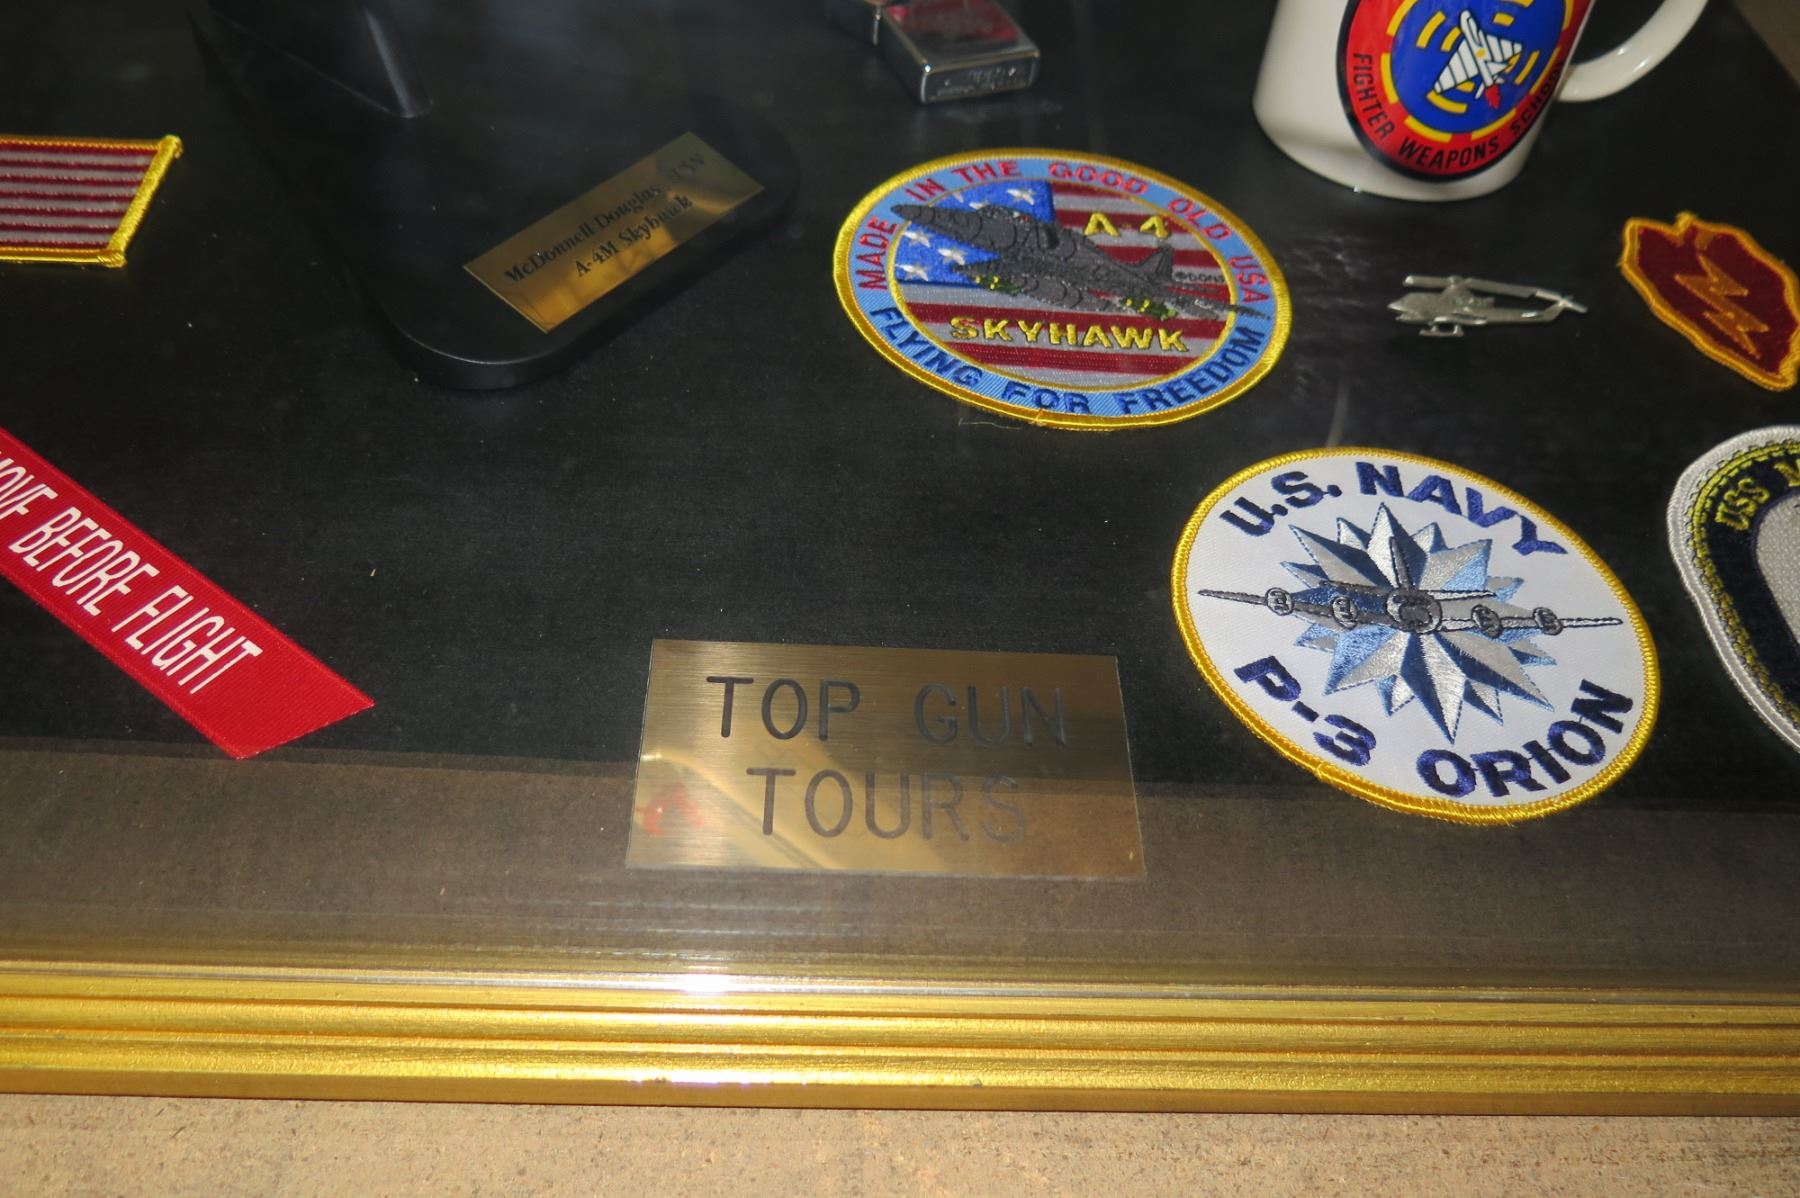 FIGHTER WEAPONS SCHOOL
McDonnell Douglas
A-4M Skyhawk
MADE IN THE GOOD OLD USA
A-4
SKYHAWK
FLYING FOR FREEDOM
BEFORE FLIGHT
U.S. NAVY
P-3 ORION
USS
TOP GUN
TOURS